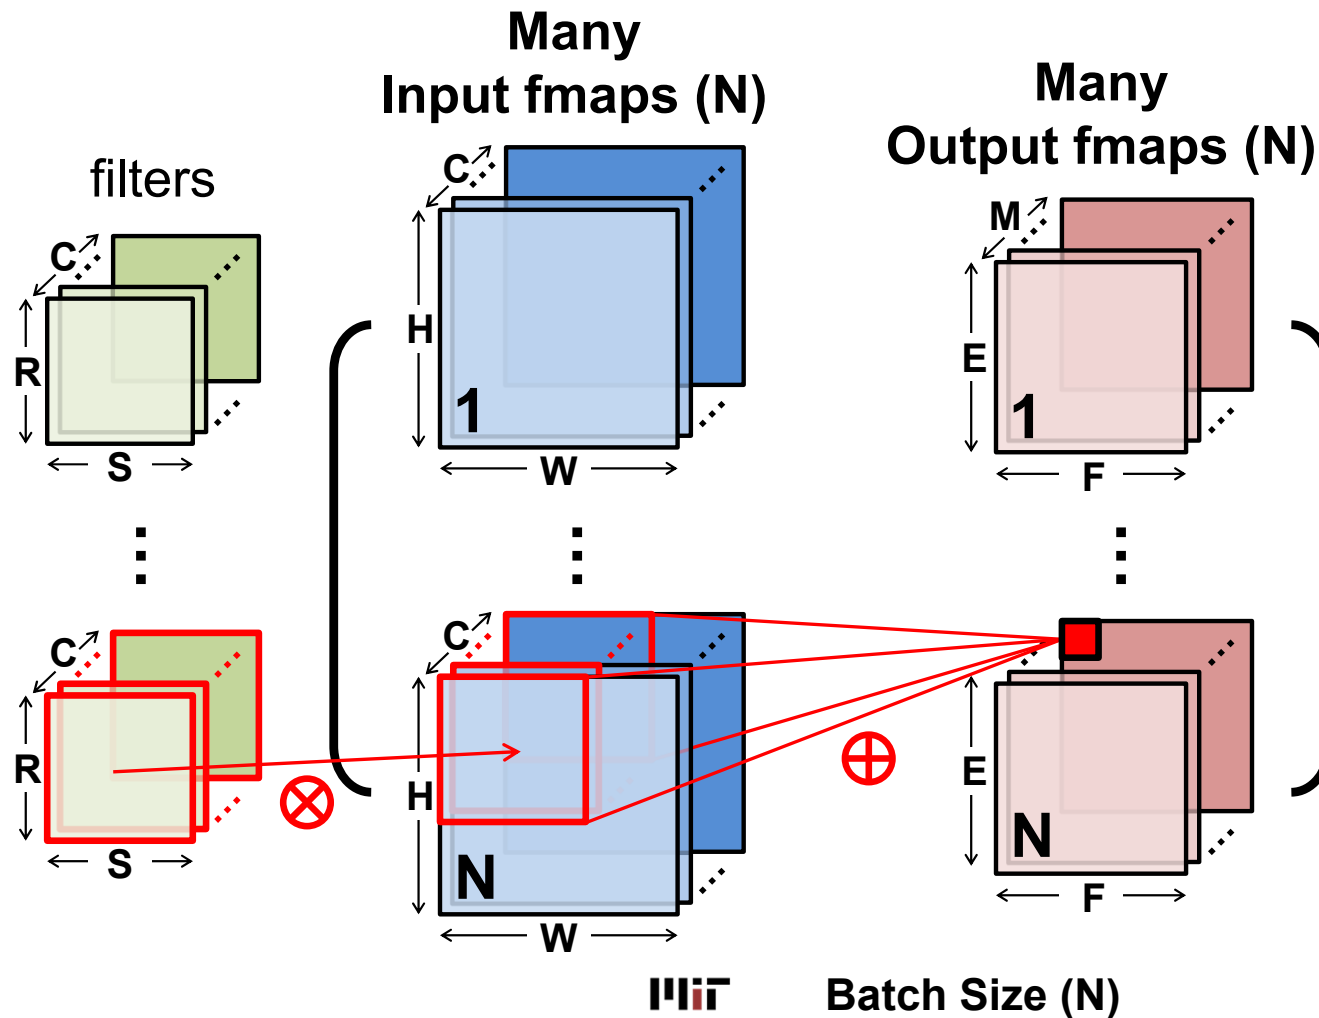 Many
Input fmaps (N)
Many
Output fmaps (N)
filters
C
R
S
C
H
1
W
M
E
1
F
C
R
S
C
H
N
W
E
N
F
MIT
Batch Size (N)